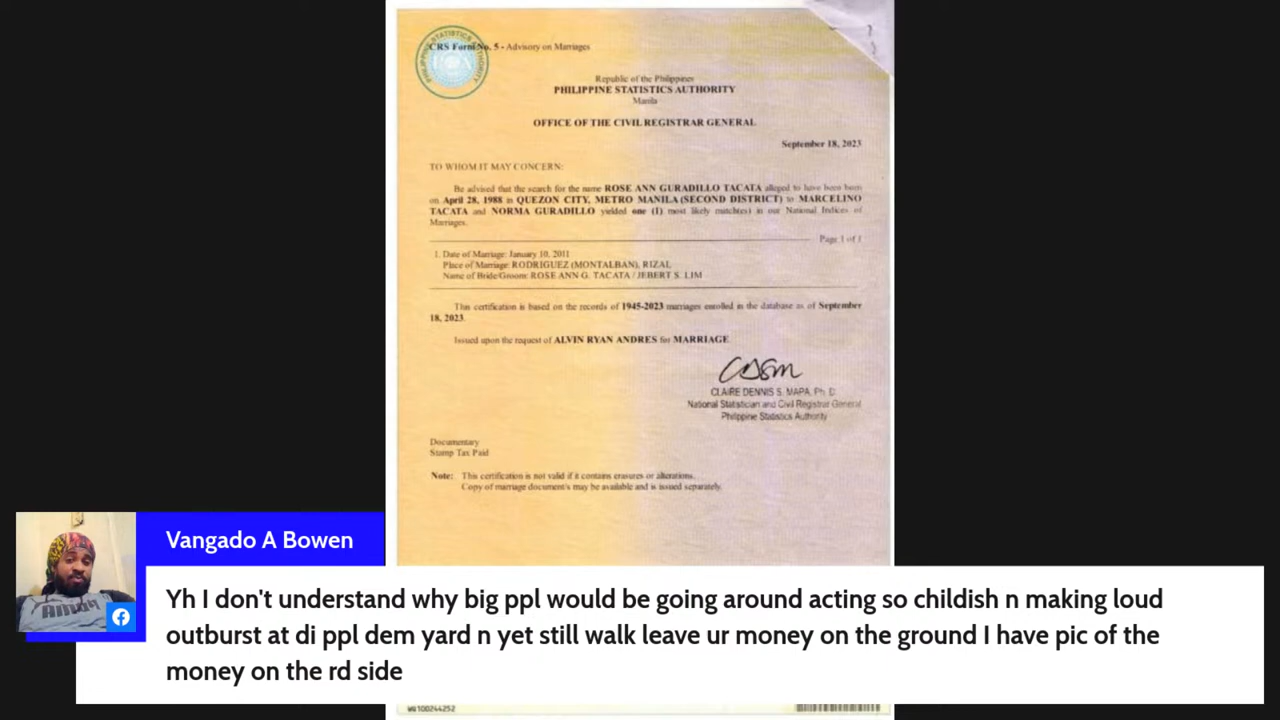 CRS Form No. 5 - Advisory on Marriages
Republic of the Philippines
PHILIPPINE STATISTICS AUTHORITY
Manila
OFFICE OF THE CIVIL REGISTRAR GENERAL
September 18, 2023
TO WHOM IT MAY CONCERN:
Be advised that the search for the name ROSE ANN GURADILLO TACATA alleged to have been born
on April 28, 1988 in QUEZON CITY, METRO MANILA (SECOND DISTRICT) to MARCELINO
TACATA and NORMA GURADILLO yielded one (1) most likely match(es) in our National Indices of
Marriages.
Page 1 of 1
1. Date of Marriage: January 10, 2011
Place of Marriage: RODRIGUEZ (MONTALBAN), RIZAL
Name of Bride/Groom: ROSE ANN G. TACATA / JEBERT S. LIM
This certification is based on the records of 1945-2023 marriages enrolled in the database as of September
18, 2023.
Issued upon the request of ALVIN RYAN ANDRES for MARRIAGE.
CLAIRE DENNIS S. MAPA, Ph. D.
National Statistician and Civil Registrar General
Philippine Statistics Authority
Documentary
Stamp Tax Paid
Note: This certification is not valid if it contains erasures or alterations.
Copy of marriage document/s may be available and is issued separately.
Vangado A Bowen
Yh I don't understand why big ppl would be going around acting so childish n making loud
outburst at di ppl dem yard n yet still walk leave ur money on the ground I have pic of the
money on the rd side